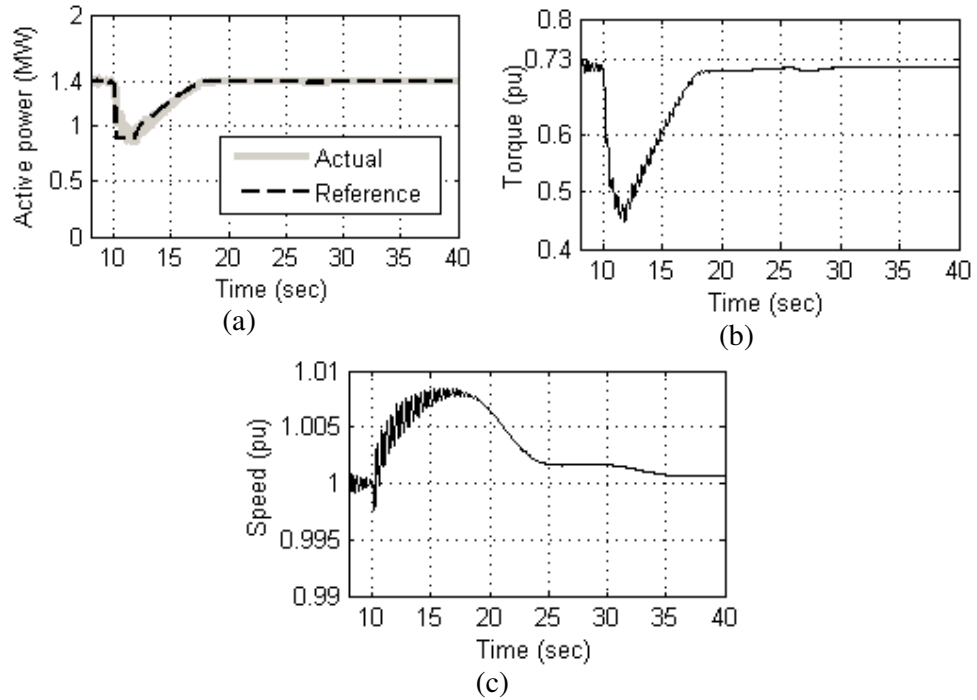 Active power (MW)
2
1.4
1
0.5
0
Actual
Reference
10 15 20 25 30 35 40
Time (sec)
(a)
Torque (pu)
0.8
0.73
0.6
0.5
0.4
10 15 20 25 30 35 40
Time (sec)
(b)
Speed (pu)
1.01
1.005
1
0.995
0.99
10 15 20 25 30 35 40
Time (sec)
(c)